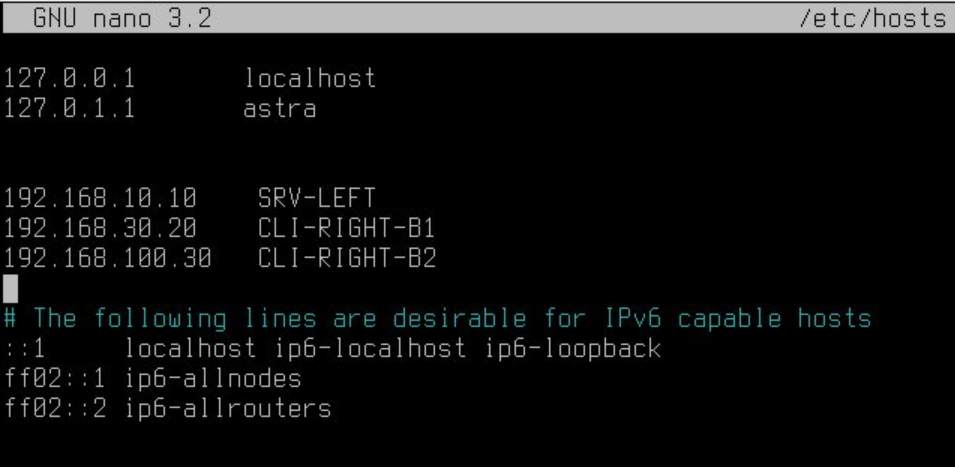 GNU nano 3.2 /etc/hosts
127.0.0.1 localhost
127.0.1.1 astra
192.168.10.10 SRV-LEFT
192.168.30.20 CLI-RIGHT-B1
192.168.100.30 CLI-RIGHT-B2
# The following lines are desirable for IPv6 capable hosts
::1 localhost ip6-localhost ip6-loopback
ff02::1 ip6-allnodes
ff02::2 ip6-allrouters